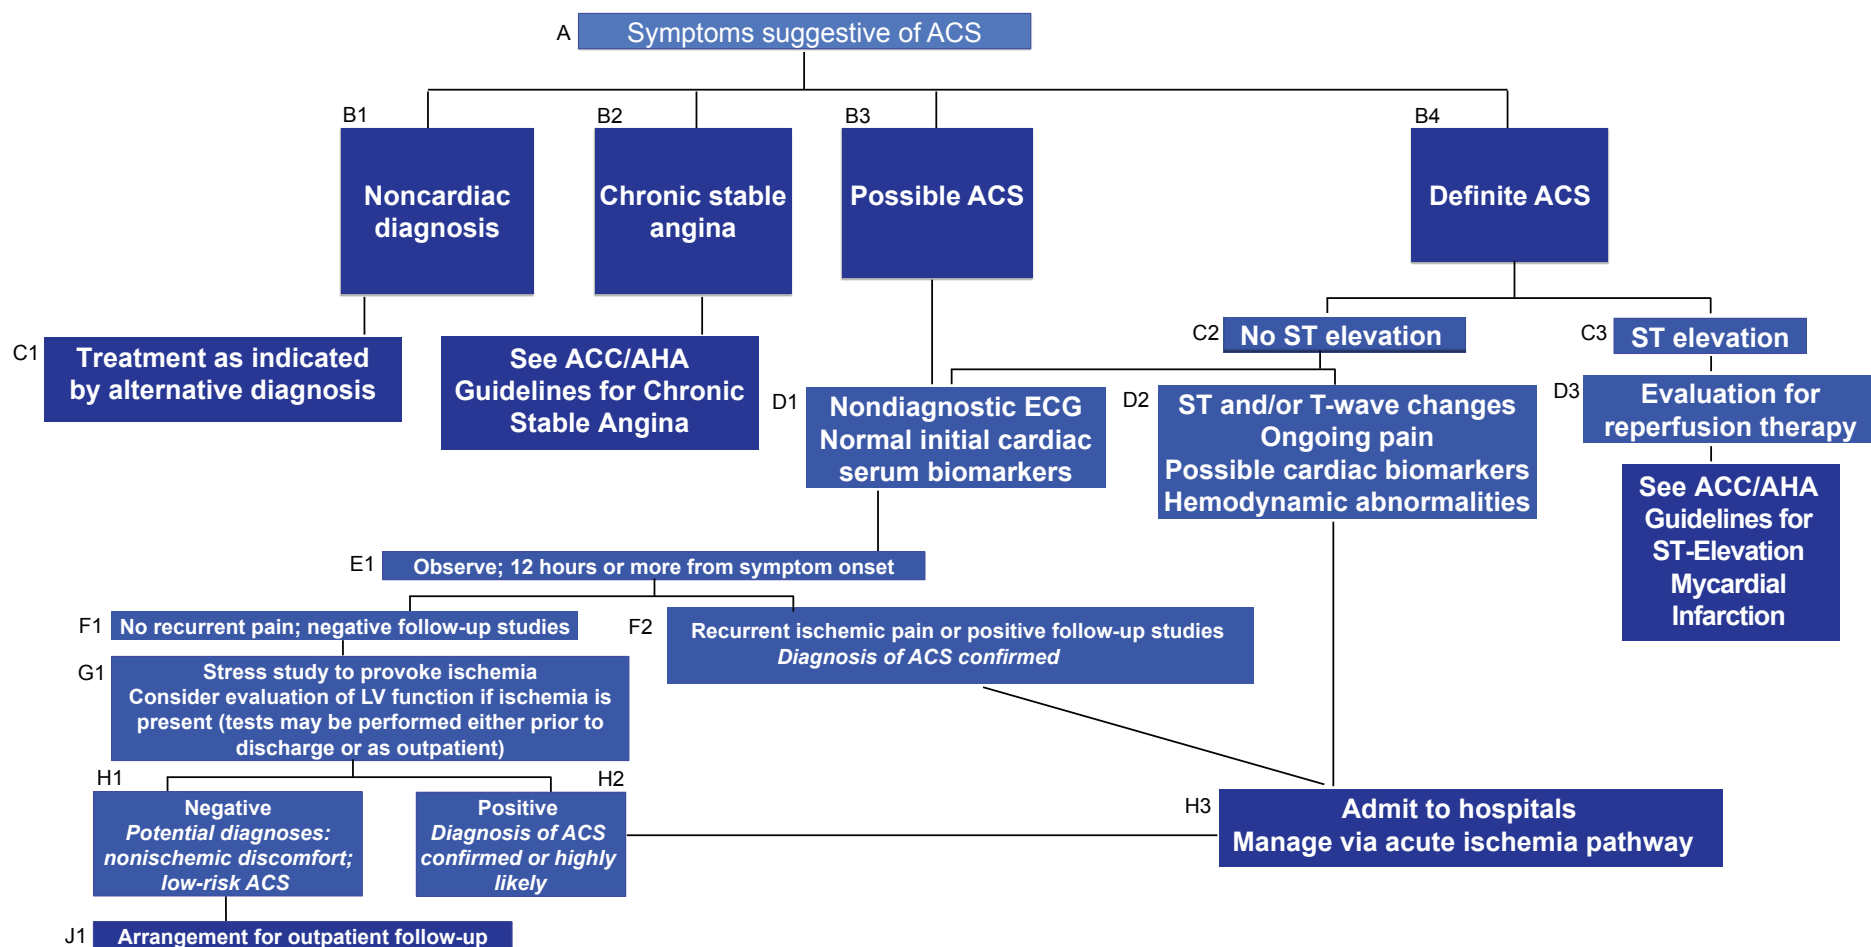 A
Symptoms suggestive of ACS
B1
B2
B3
B4
Noncardiac
diagnosis
Chronic stable
angina
Possible ACS
Definite ACS
C1
Treatment as indicated
by alternative diagnosis
See ACC/AHA
Guidelines for Chronic
Stable Angina
C2
No ST elevation
C3
ST elevation
D1
Nondiagnostic ECG
Normal initial cardiac
serum biomarkers
D2
ST and/or T-wave changes
Ongoing pain
Possible cardiac biomarkers
Hemodynamic abnormalities
D3
Evaluation for
reperfusion therapy
See ACC/AHA
Guidelines for
ST-Elevation
Mycardial
Infarction
E1
Observe; 12 hours or more from symptom onset
F1
No recurrent pain; negative follow-up studies
F2
Recurrent ischemic pain or positive follow-up studies
Diagnosis of ACS confirmed
G1
Stress study to provoke ischemia
Consider evaluation of LV function if ischemia is
present (tests may be performed either prior to
discharge or as outpatient)
H1
Negative
Potential diagnoses:
nonischemic discomfort;
low-risk ACS
H2
Positive
Diagnosis of ACS
confirmed or highly
likely
H3
Admit to hospitals
Manage via acute ischemia pathway
J1
Arrangement for outpatient follow-up